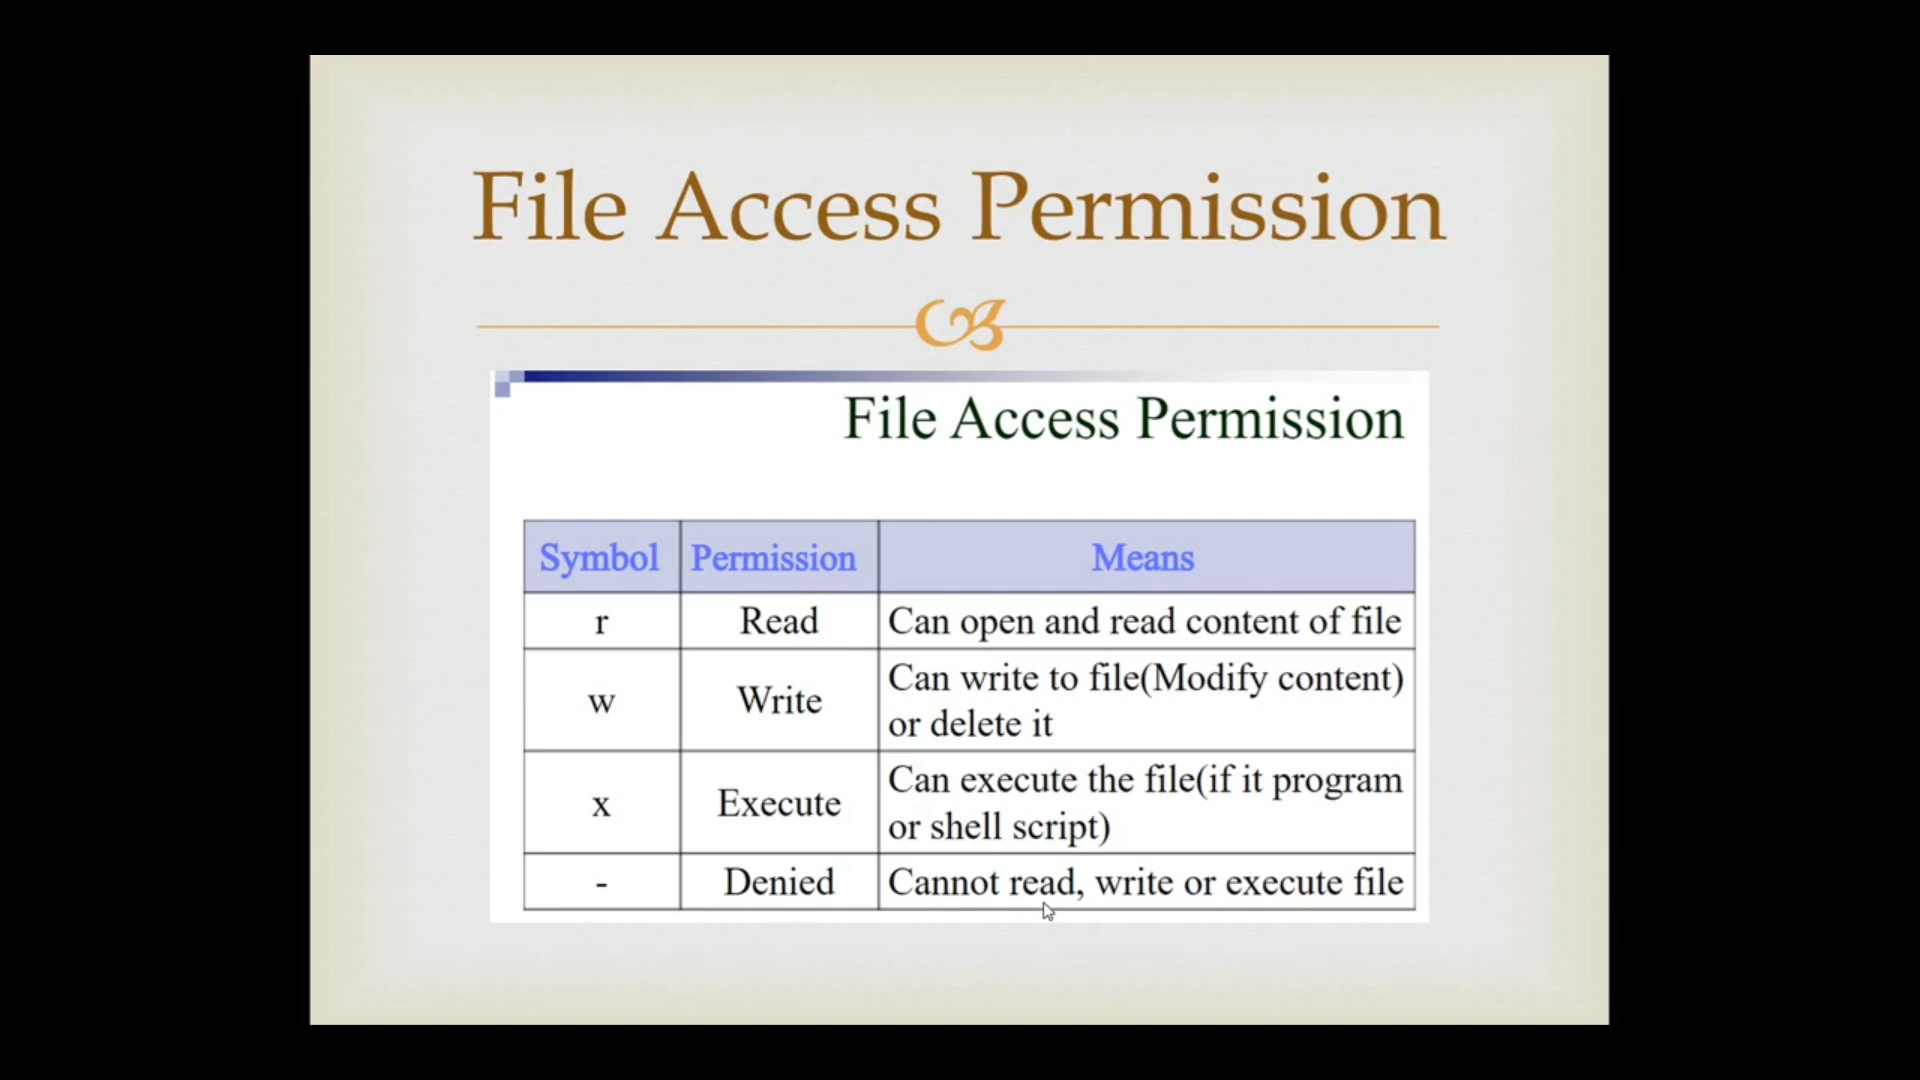 File Access Permission
File Access Permission
Symbol Permission Means
r Read Can open and read content of file
w Write Can write to file(Modify content)
or delete it
x Execute Can execute the file(if it program
or shell script)
- Denied Cannot read, write or execute file